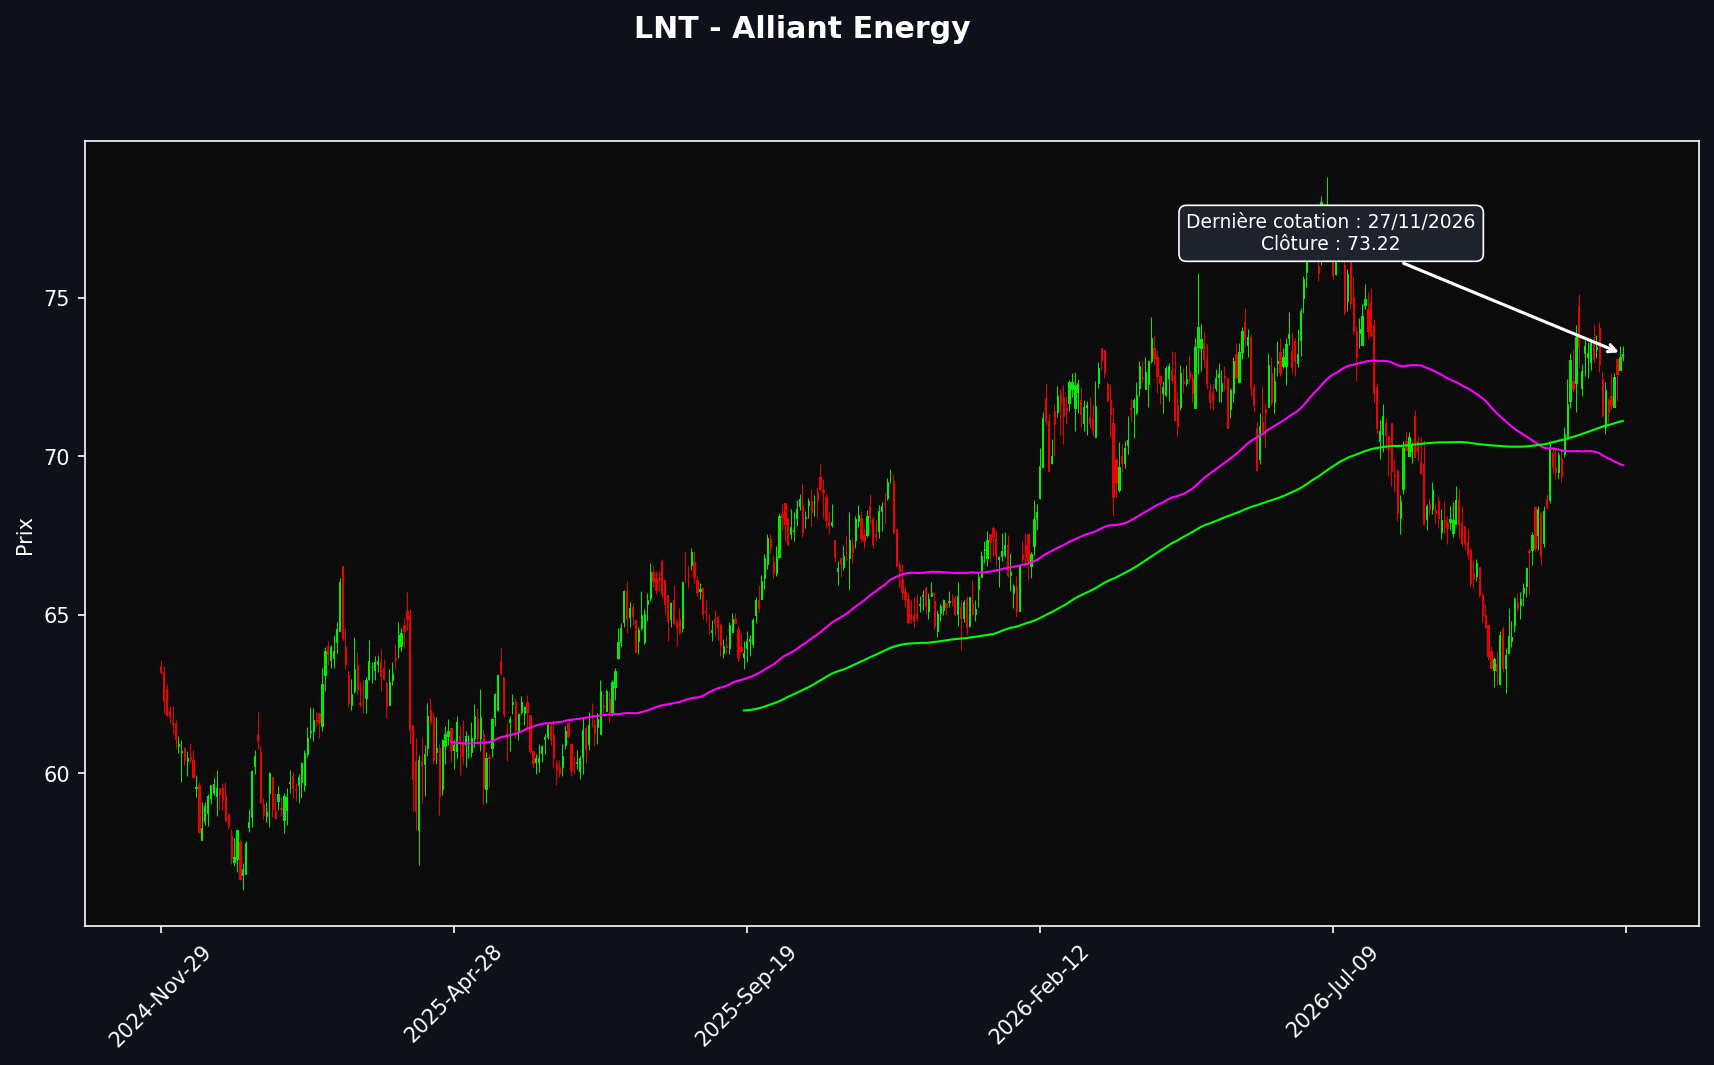 LNT - Alliant Energy
Dernière cotation : 27/11/2026
Clôture : 73.22
Prix
75
70
65
60
2024-Nov-29
2025-Apr-28
2025-Sep-19
2026-Feb-12
2026-Jul-09